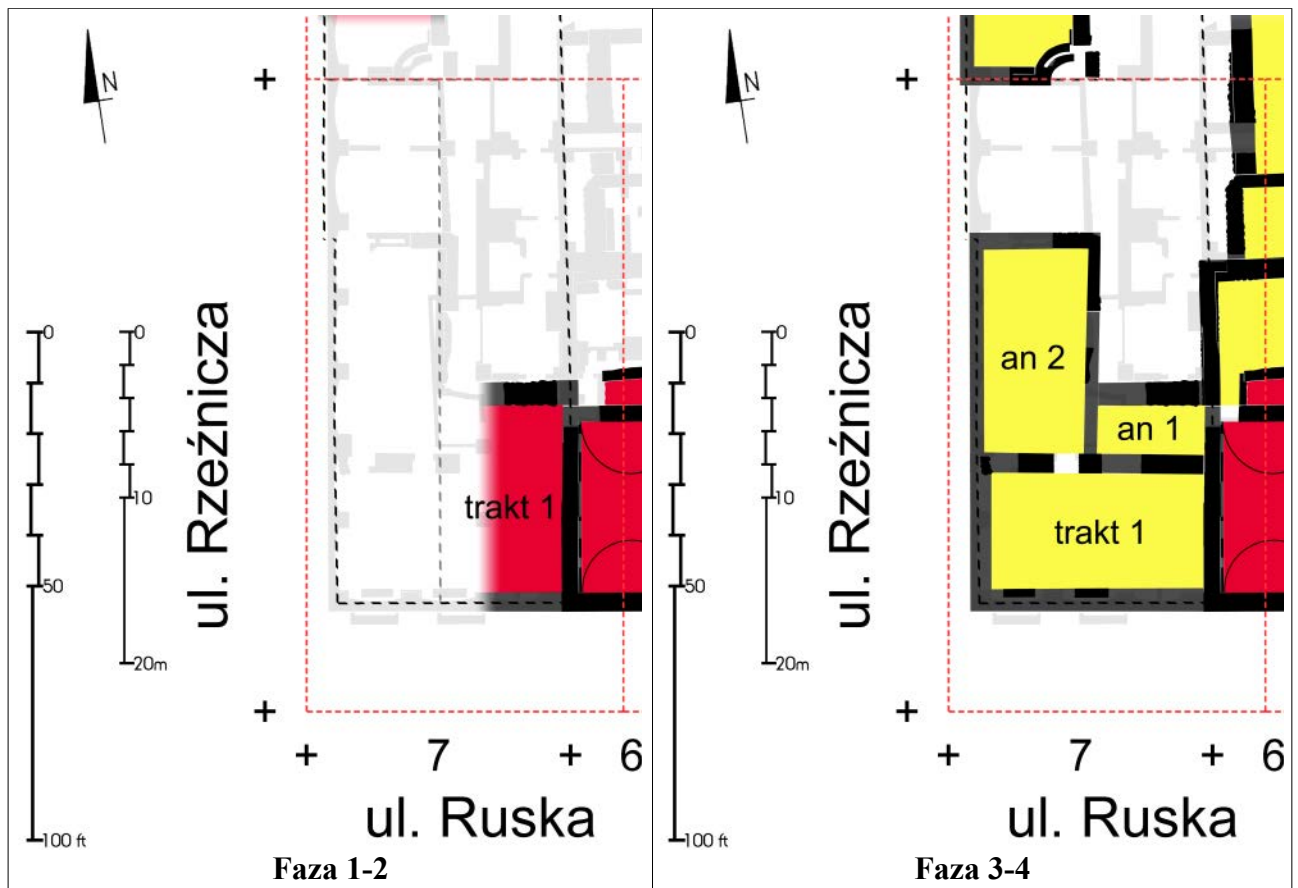 N
+
0
0
10
50
20m
100 ft
ul. Rzeźnicza
trakt 1
+
+
7
+
6
ul. Ruska
Faza 1-2
N
+
0
0
10
50
20m
100 ft
ul. Rzeźnicza
an 2
an 1
trakt 1
+
+
7
+
6
ul. Ruska
Faza 3-4